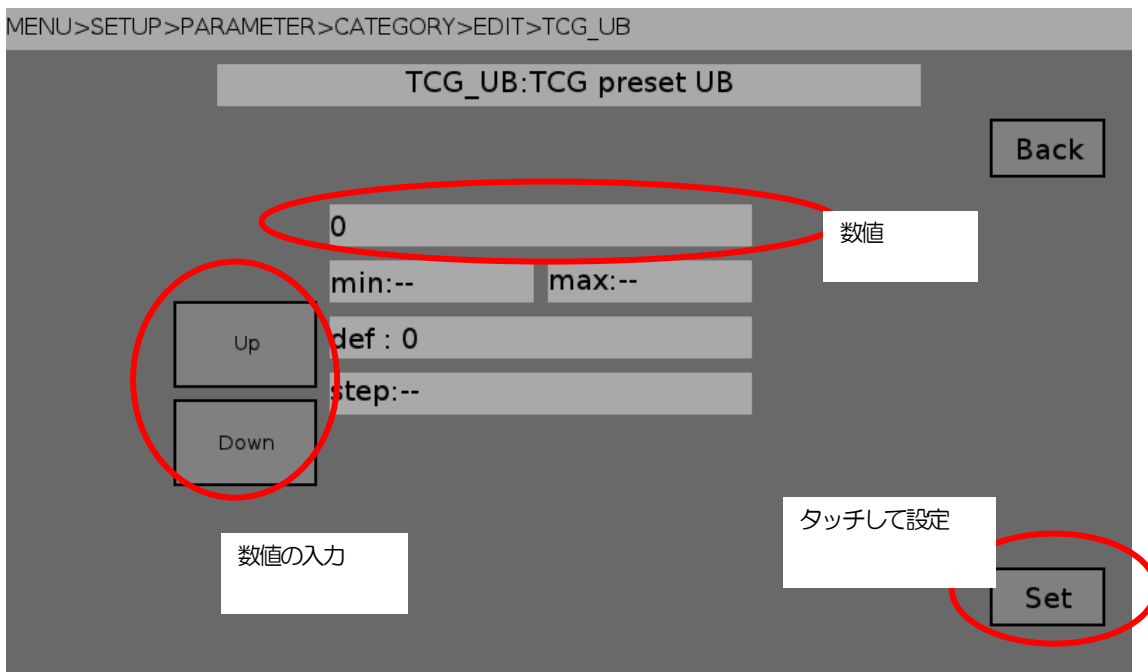 MENU>SETUP>PARAMETER>CATEGORY>EDIT>TCG_UB
TCG_UB:TCG preset UB
Back
0
数値
min:--
max:--
Up
def : 0
step:--
Down
数値の入力
タッチして設定
Set